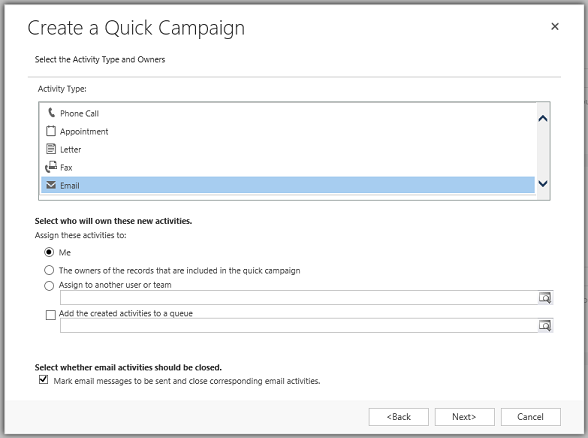 Create a Quick Campaign
Select the Activity Type and Owners
Activity Type:
Phone Call
Appointment
Letter
Fax
Email
Select who will own these new activities.
Assign these activities to:
Me
The owners of the records that are included in the quick campaign
Assign to another user or team
Add the created activities to a queue
Select whether email activities should be closed.
Mark email messages to be sent and close corresponding email activities.
<Back Next> Cancel